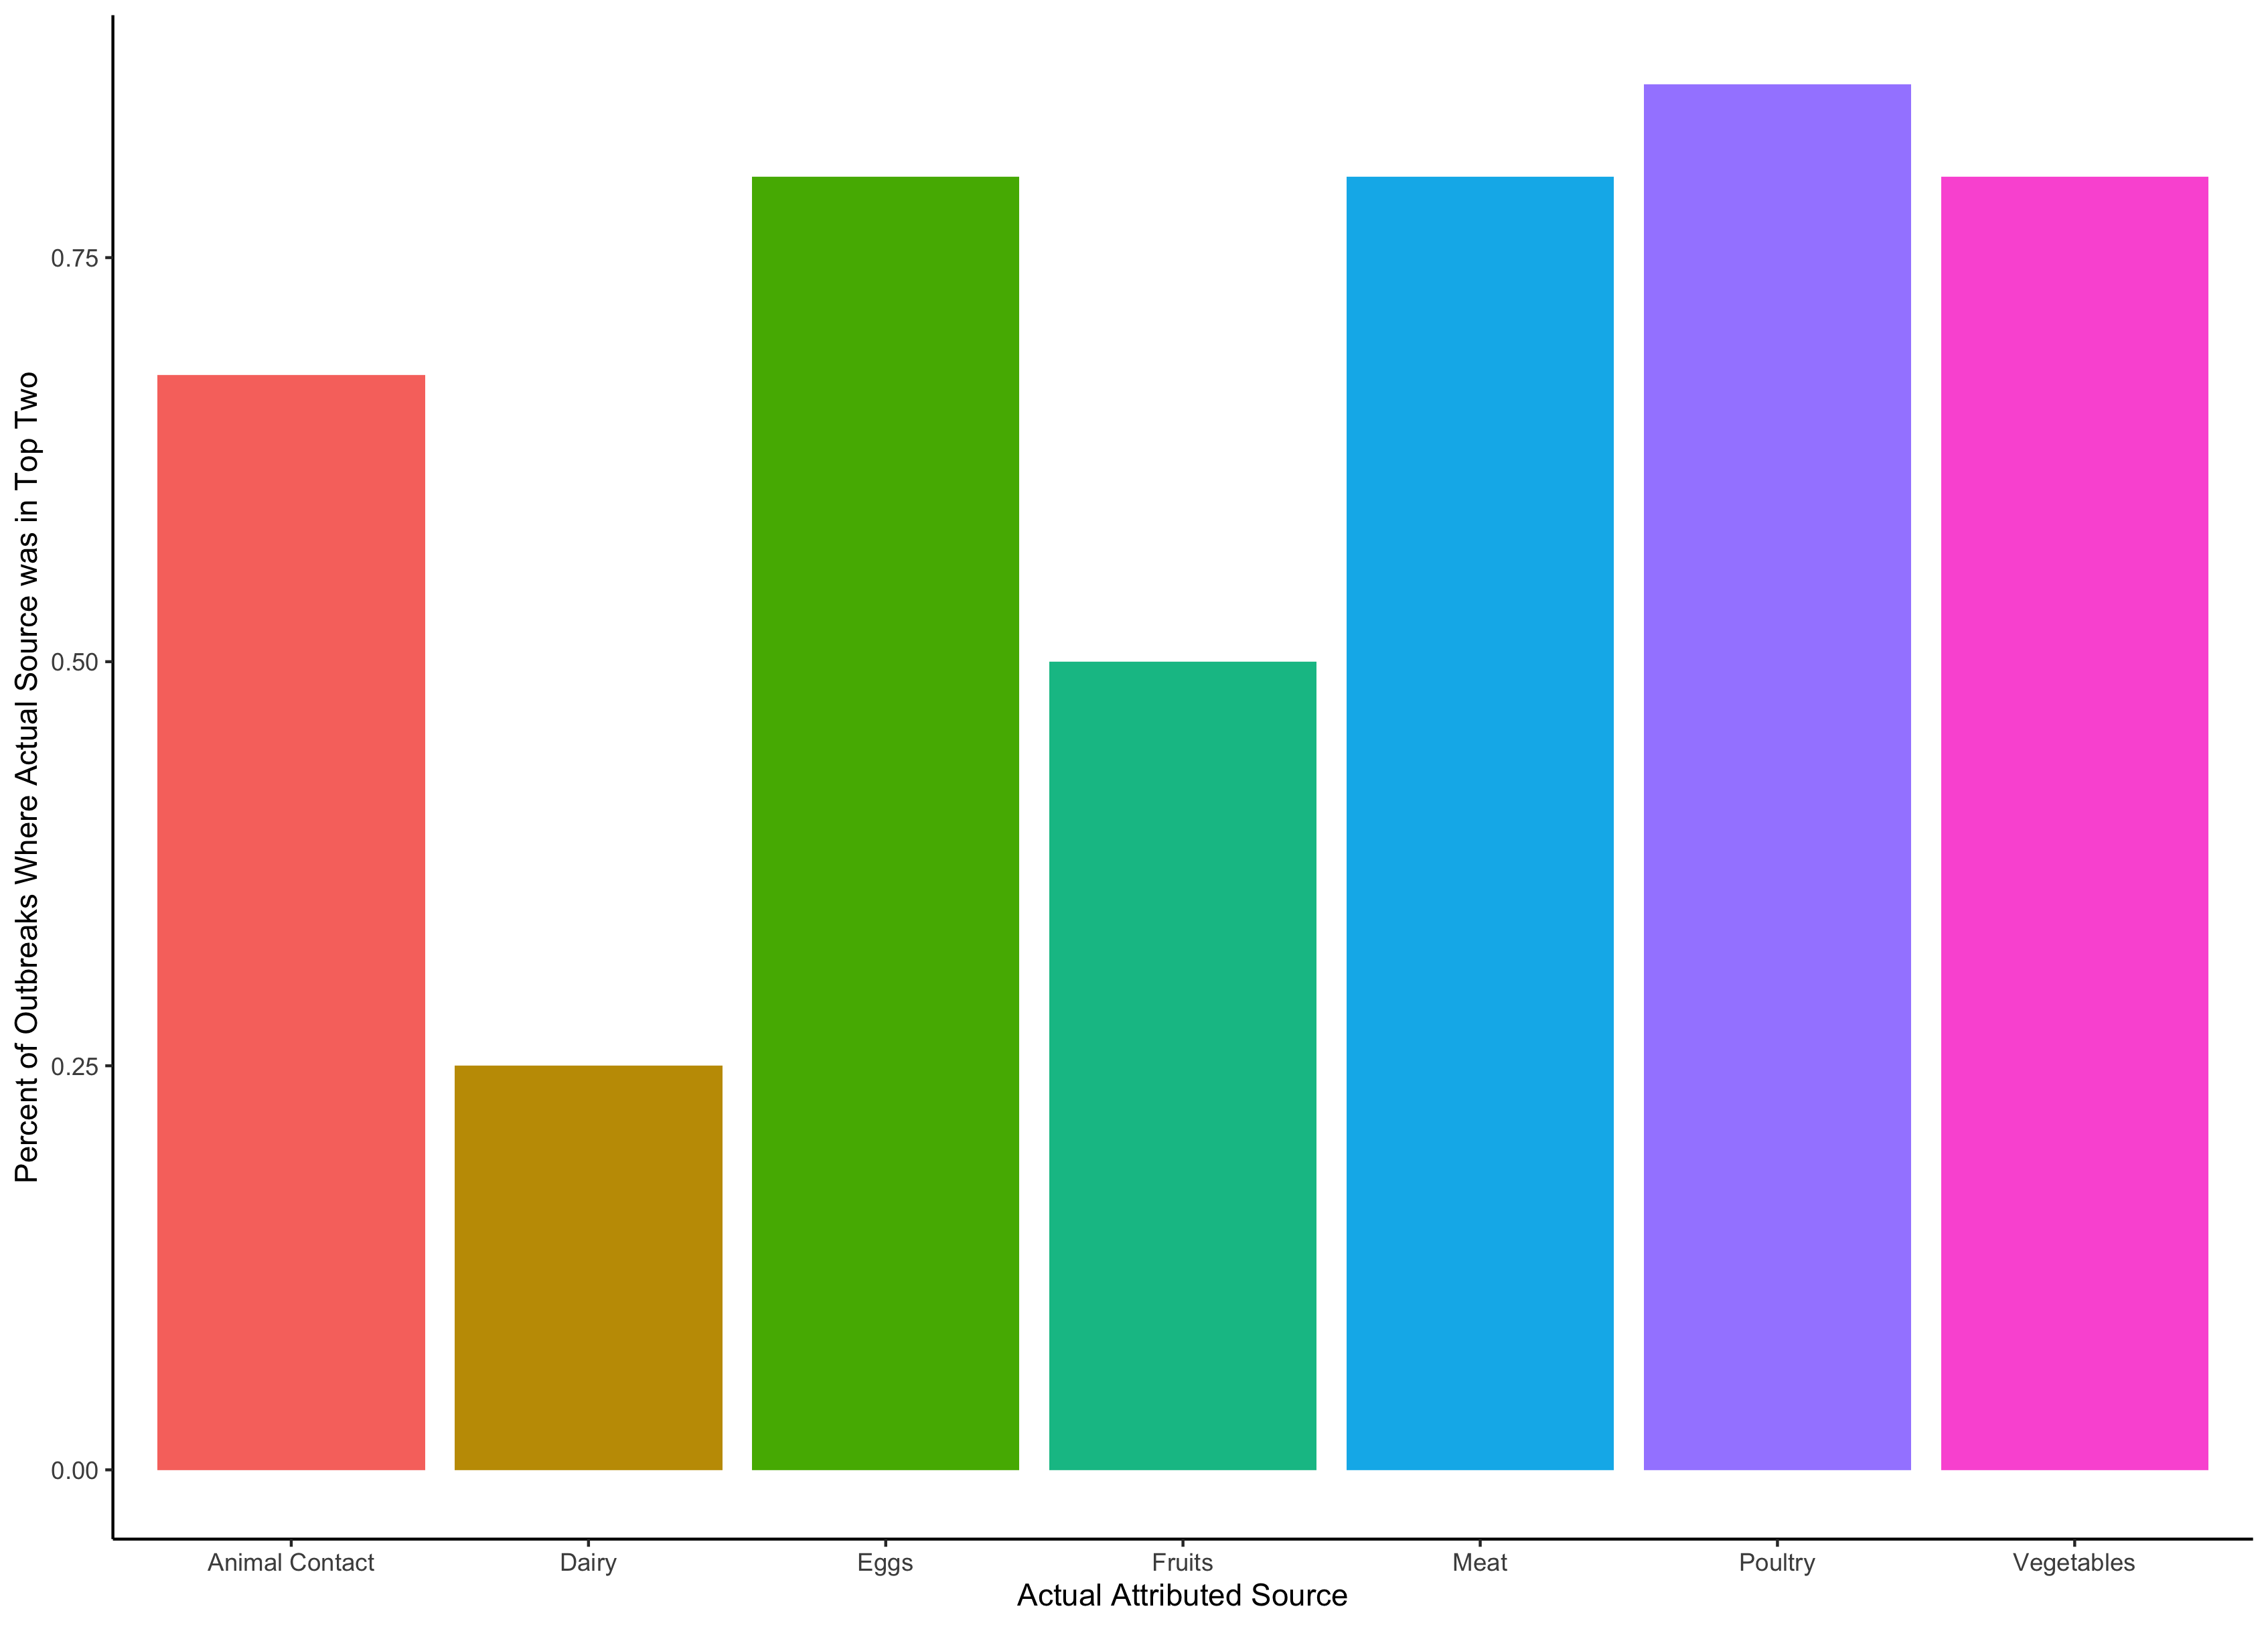 Percent of Outbreaks Where Actual Source was in Top Two
0.75
0.50
0.25
0.00
Animal Contact
Dairy
Eggs
Fruits
Meat
Poultry
Vegetables
Actual Attributed Source